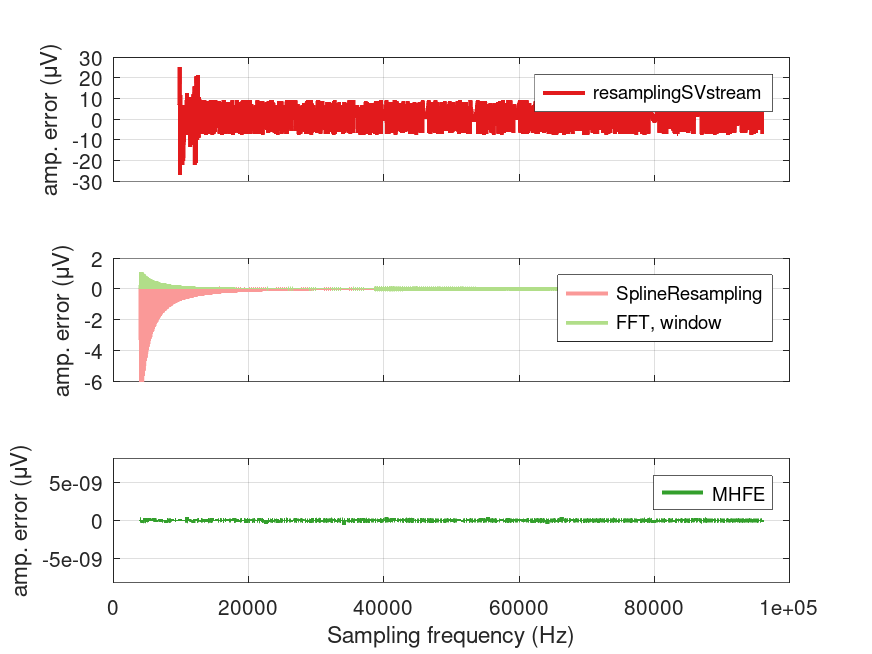 amp. error (µV)
30
20
10
0
-10
-20
-30
resamplingSVstream
amp. error (µV)
2
0
-2
-4
-6
SplineResampling
FFT, window
amp. error (µV)
5e-09
0
-5e-09
MHFE
0 20000 40000 60000 80000 1e+05
Sampling frequency (Hz)